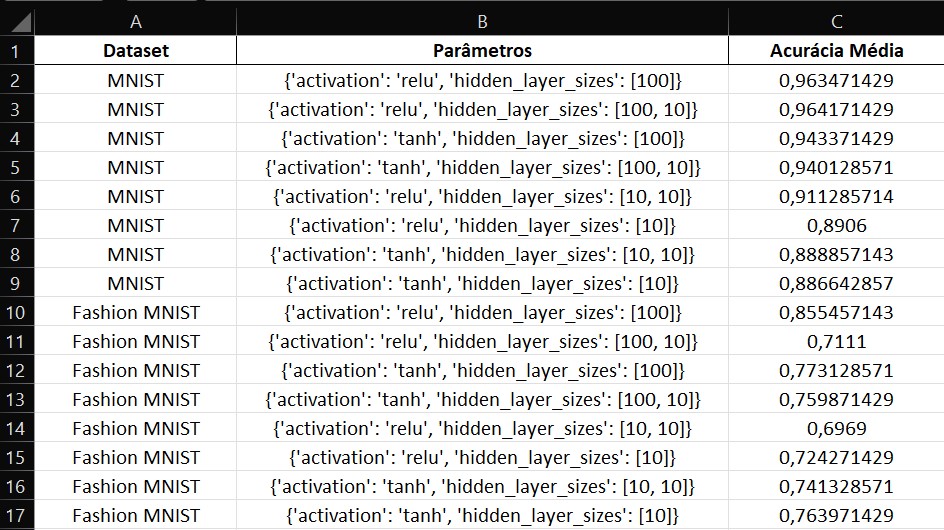 A B C
1 Dataset Parâmetros Acurácia Média
2 MNIST {'activation': 'relu', 'hidden_layer_sizes': [100]} 0,963471429
3 MNIST {'activation': 'relu', 'hidden_layer_sizes': [100, 10]} 0,964171429
4 MNIST {'activation': 'tanh', 'hidden_layer_sizes': [100]} 0,943371429
5 MNIST {'activation': 'tanh', 'hidden_layer_sizes': [100, 10]} 0,940128571
6 MNIST {'activation': 'relu', 'hidden_layer_sizes': [10, 10]} 0,911285714
7 MNIST {'activation': 'relu', 'hidden_layer_sizes': [10]} 0,8906
8 MNIST {'activation': 'tanh', 'hidden_layer_sizes': [10, 10]} 0,888857143
9 MNIST {'activation': 'tanh', 'hidden_layer_sizes': [10]} 0,886642857
10 Fashion MNIST {'activation': 'relu', 'hidden_layer_sizes': [100]} 0,855457143
11 Fashion MNIST {'activation': 'relu', 'hidden_layer_sizes': [100, 10]} 0,7111
12 Fashion MNIST {'activation': 'tanh', 'hidden_layer_sizes': [100]} 0,773128571
13 Fashion MNIST {'activation': 'tanh', 'hidden_layer_sizes': [100, 10]} 0,759871429
14 Fashion MNIST {'activation': 'relu', 'hidden_layer_sizes': [10, 10]} 0,6969
15 Fashion MNIST {'activation': 'relu', 'hidden_layer_sizes': [10]} 0,724271429
16 Fashion MNIST {'activation': 'tanh', 'hidden_layer_sizes': [10, 10]} 0,741328571
17 Fashion MNIST {'activation': 'tanh', 'hidden_layer_sizes': [10]} 0,763971429